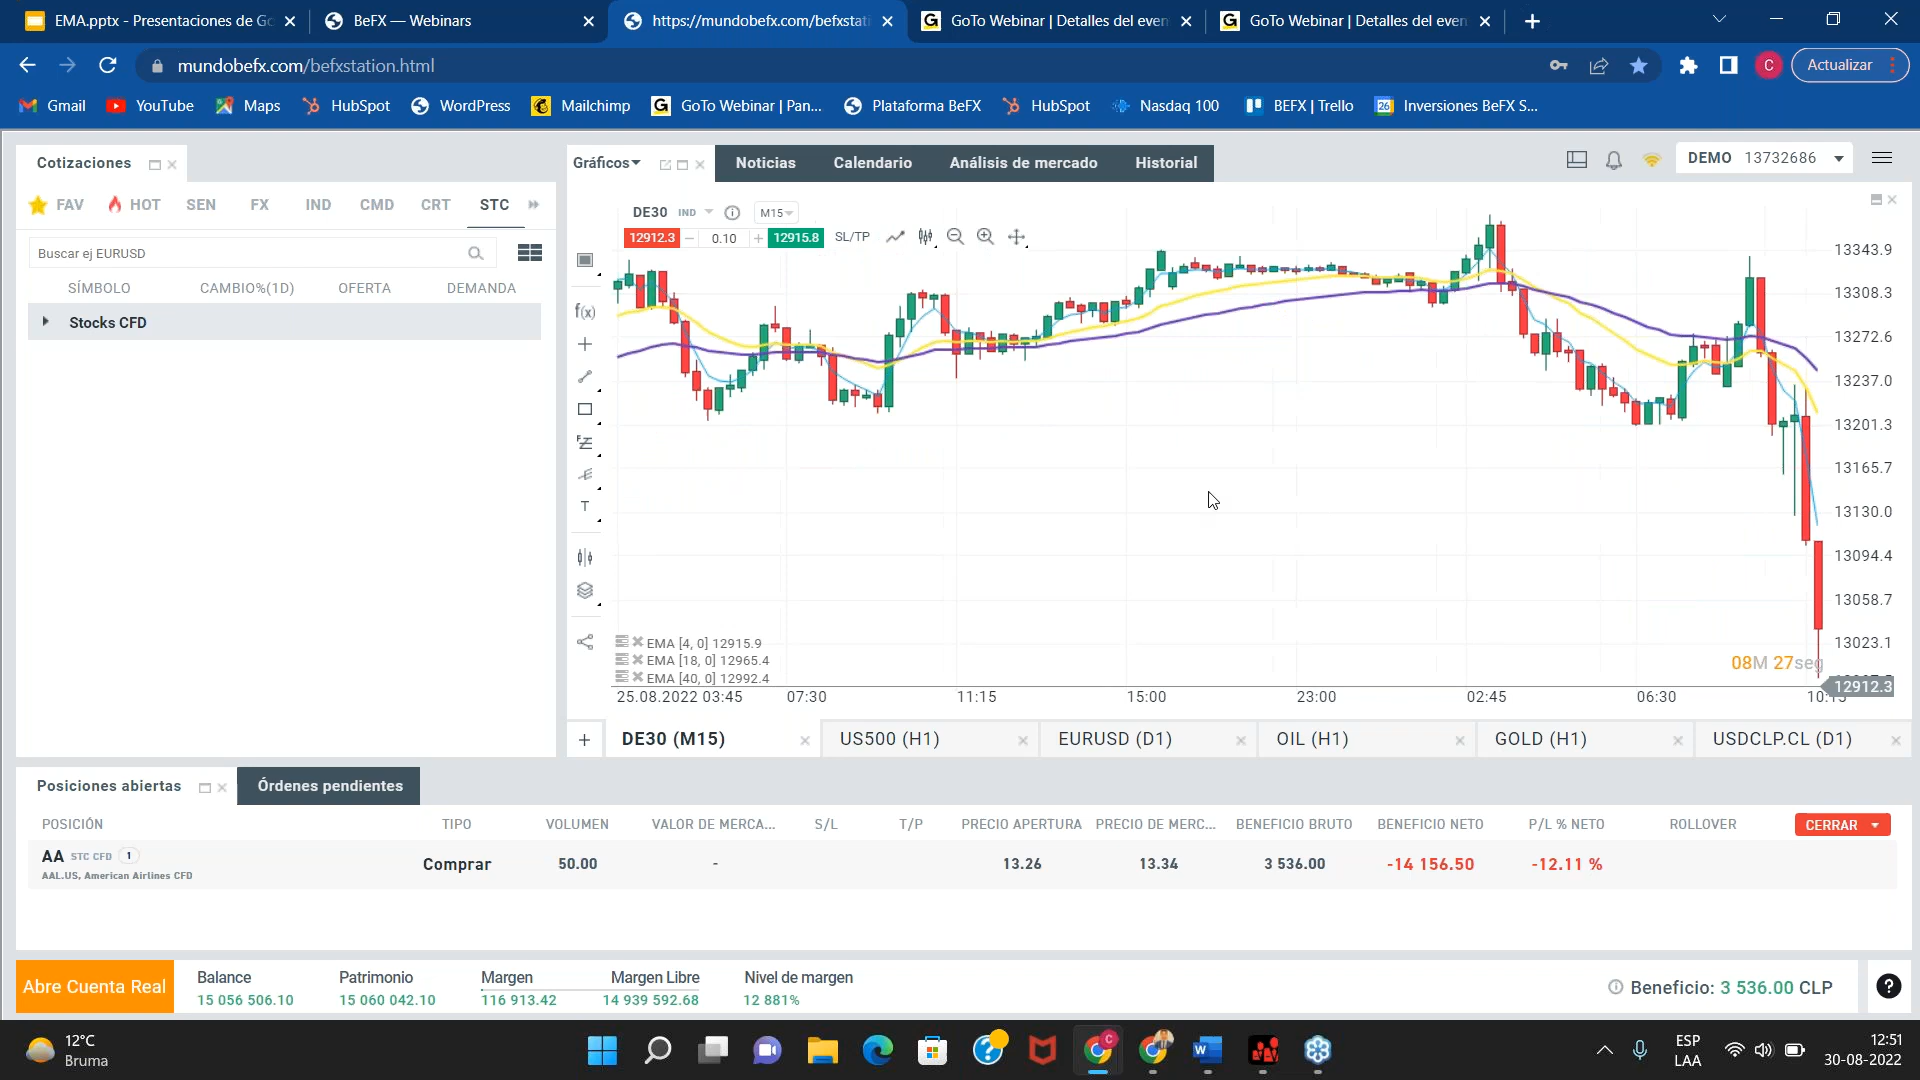 EMA.pptx - Presentaciones de Go
BeFX — Webinars
https://mundobefx.com/befxstati
GoTo Webinar | Detalles del even
GoTo Webinar | Detalles del even
mundobefx.com/befxstation.html
C
Actualizar
Gmail
YouTube
Maps
HubSpot
WordPress
Mailchimp
GoTo Webinar | Pan...
Plataforma BeFX
HubSpot
Nasdaq 100
BEFX | Trello
26
Inversiones BeFX S...
Cotizaciones
FAV
HOT
SEN
FX
IND
CMD
CRT
STC
Buscar ej EURUSD
SÍMBOLO
CAMBIO%(1D)
OFERTA
DEMANDA
Stocks CFD
Gráficos
Noticias
Calendario
Análisis de mercado
Historial
DEMO 13732686
DE30 IND
M15
12912.3
0.10
12915.8
SL/TP
f(x)
T
13343.9
13308.3
13272.6
13237.0
13201.3
13165.7
13130.0
13094.4
13058.7
13023.1
08M 27seg
12912.3
EMA [4, 0] 12915.9
EMA [18, 0] 12965.4
EMA [40, 0] 12992.4
25.08.2022 03:45
07:30
11:15
15:00
23:00
02:45
06:30
10:15
+
DE30 (M15)
US500 (H1)
EURUSD (D1)
OIL (H1)
GOLD (H1)
USDCLP.CL (D1)
Posiciones abiertas
Órdenes pendientes
POSICIÓN
TIPO
VOLUMEN
VALOR DE MERCA...
S/L
T/P
PRECIO APERTURA
PRECIO DE MERC...
BENEFICIO BRUTO
BENEFICIO NETO
P/L % NETO
ROLLOVER
CERRAR
AA STC CFD 1
AAL.US, American Airlines CFD
Comprar
50.00
-
13.26
13.34
3 536.00
-14 156.50
-12.11 %
Abre Cuenta Real
Balance
15 056 506.10
Patrimonio
15 060 042.10
Margen
116 913.42
Margen Libre
14 939 592.68
Nivel de margen
12 881%
Beneficio: 3 536.00 CLP
?
12°C
Bruma
ESP
LAA
12:51
30-08-2022